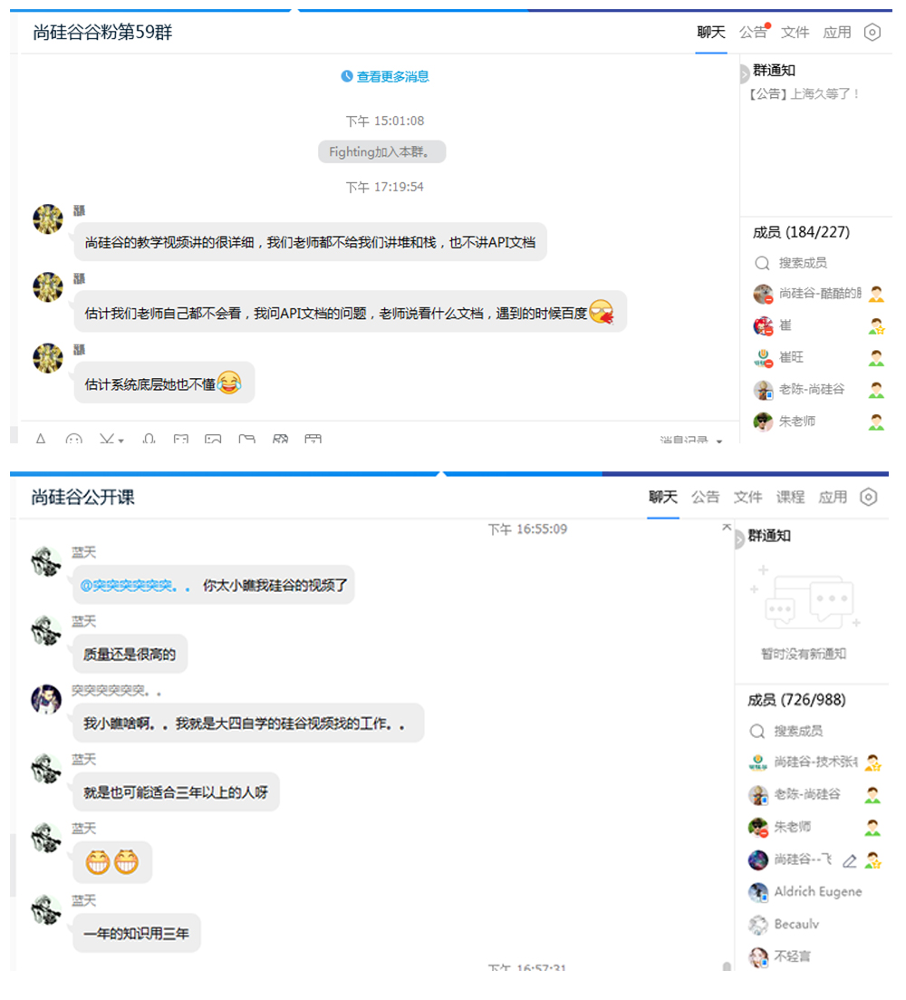 尚硅谷谷粉第59群
聊天 公告 文件 应用
查看更多消息
下午 15:01:08
Fighting加入本群。
下午 17:19:54
尚硅谷的教学视频讲的很详细，我们老师都不给我们讲堆和栈，也不讲API文档
估计我们老师自己都不会看，我问API文档的问题，老师说看什么文档，遇到的时候百度
估计系统底层她也不懂
消息记录
群通知
【公告】上海久等了！
成员 (184/227)
搜索成员
尚硅谷-酷酷的
崔
崔旺
老陈-尚硅谷
朱老师
尚硅谷公开课
聊天 公告 文件 课程 应用
下午 16:55:09
蓝天
@突突突突突突。。 你太小瞧我硅谷的视频了
蓝天
质量还是很高的
突突突突突突。。
我小瞧啥啊。。我就是大四自学的硅谷视频找的工作。。
蓝天
就是也可能适合三年以上的人呀
蓝天
蓝天
一年的知识用三年
下午 16:57:31
群通知
暂时没有新通知
成员 (726/988)
搜索成员
尚硅谷-技术张
老陈-尚硅谷
朱老师
尚硅谷--飞
Aldrich Eugene
Becaulv
不轻言